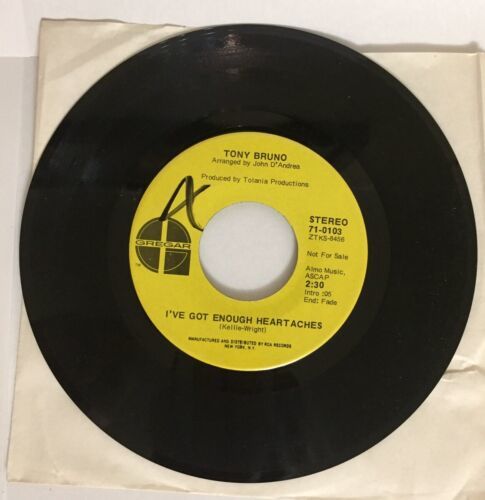 TONY BRUNO
Arranged by John D'Andrea
Produced by Tolania Productions
A
STEREO
71-0103
ZTKS-8456
GREGAR
TM
Not For Sale
Almo Music,
ASCAP
2:30
Intro :05
End: Fade
I'VE GOT ENOUGH HEARTACHES
(Kellie-Wright)
MANUFACTURED AND DISTRIBUTED BY RCA RECORDS
NEW YORK, N.Y.